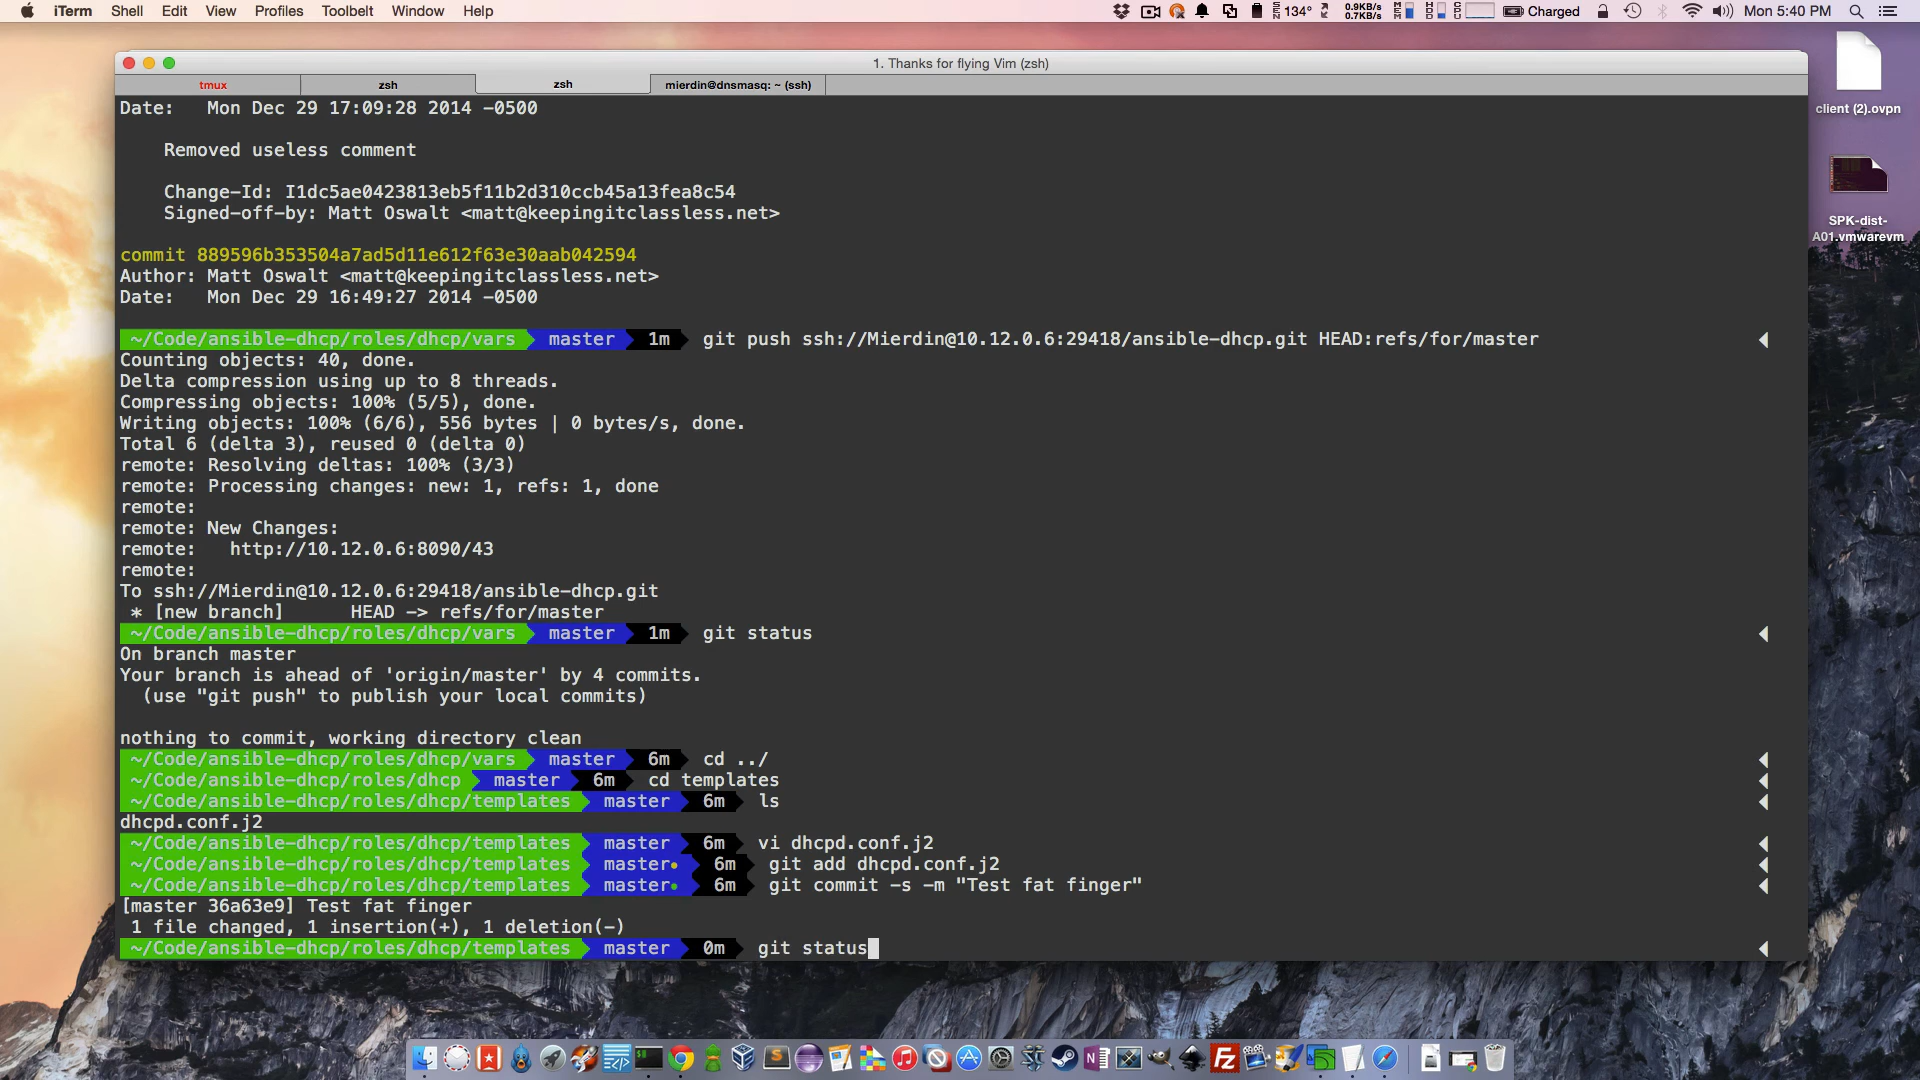 iTerm Shell Edit View Profiles Toolbelt Window Help
134° 0.9KB/s 0.7KB/s Charged Mon 5:40 PM
1. Thanks for flying Vim (zsh)
tmux zsh zsh mierdin@dnsmasq: ~ (ssh)
client (2).ovpn
SPK-dist-
A01.vmwarevm
Date:   Mon Dec 29 17:09:28 2014 -0500
Removed useless comment
Change-Id: I1dc5ae0423813eb5f11b2d310ccb45a13fea8c54
Signed-off-by: Matt Oswalt <matt@keepingitclassless.net>
commit 889596b353504a7ad5d11e612f63e30aab042594
Author: Matt Oswalt <matt@keepingitclassless.net>
Date:   Mon Dec 29 16:49:27 2014 -0500
~/Code/ansible-dhcp/roles/dhcp/vars master 1m git push ssh://Mierdin@10.12.0.6:29418/ansible-dhcp.git HEAD:refs/for/master
Counting objects: 40, done.
Delta compression using up to 8 threads.
Compressing objects: 100% (5/5), done.
Writing objects: 100% (6/6), 556 bytes | 0 bytes/s, done.
Total 6 (delta 3), reused 0 (delta 0)
remote: Resolving deltas: 100% (3/3)
remote: Processing changes: new: 1, refs: 1, done
remote:
remote: New Changes:
remote:   http://10.12.0.6:8090/43
remote:
To ssh://Mierdin@10.12.0.6:29418/ansible-dhcp.git
 * [new branch]      HEAD -> refs/for/master
~/Code/ansible-dhcp/roles/dhcp/vars master 1m git status
On branch master
Your branch is ahead of 'origin/master' by 4 commits.
  (use "git push" to publish your local commits)
nothing to commit, working directory clean
~/Code/ansible-dhcp/roles/dhcp/vars master 6m cd ../
~/Code/ansible-dhcp/roles/dhcp master 6m cd templates
~/Code/ansible-dhcp/roles/dhcp/templates master 6m ls
dhcpd.conf.j2
~/Code/ansible-dhcp/roles/dhcp/templates master 6m vi dhcpd.conf.j2
~/Code/ansible-dhcp/roles/dhcp/templates master• 6m git add dhcpd.conf.j2
~/Code/ansible-dhcp/roles/dhcp/templates master• 6m git commit -s -m "Test fat finger"
[master 36a63e9] Test fat finger
 1 file changed, 1 insertion(+), 1 deletion(-)
~/Code/ansible-dhcp/roles/dhcp/templates master 0m git status